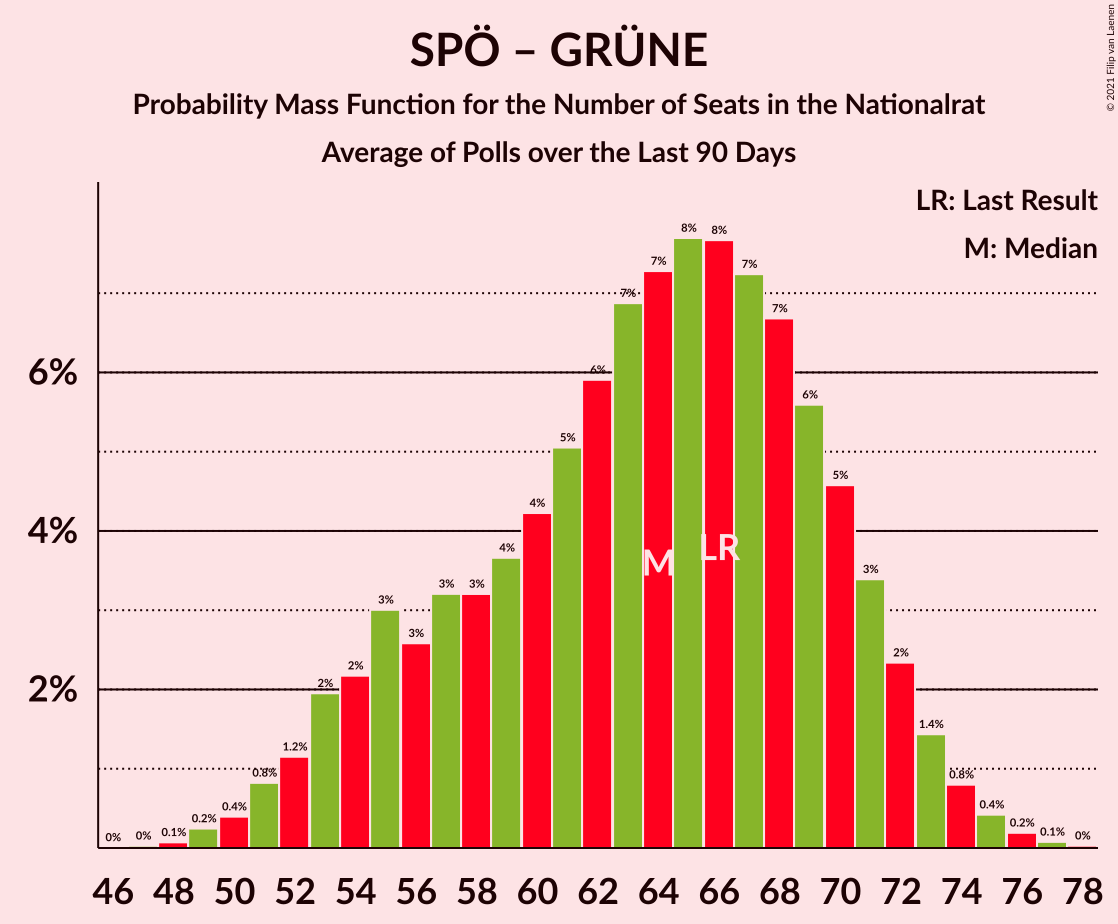 SPÖ – GRÜNE
Probability Mass Function for the Number of Seats in the Nationalrat
Average of Polls over the Last 90 Days
© 2021 Filip van Laenen
LR: Last Result
M: Median
6%
4%
2%
0% 0% 0.1% 0.2% 0.4% 0.8% 1.2% 2% 2% 3% 3% 3% 3% 4% 4% 5% 6% 7% 7% 8% 8% 7% 7% 6% 5% 3% 2% 1.4% 0.8% 0.4% 0.2% 0.1% 0%
M LR
46 48 50 52 54 56 58 60 62 64 66 68 70 72 74 76 78